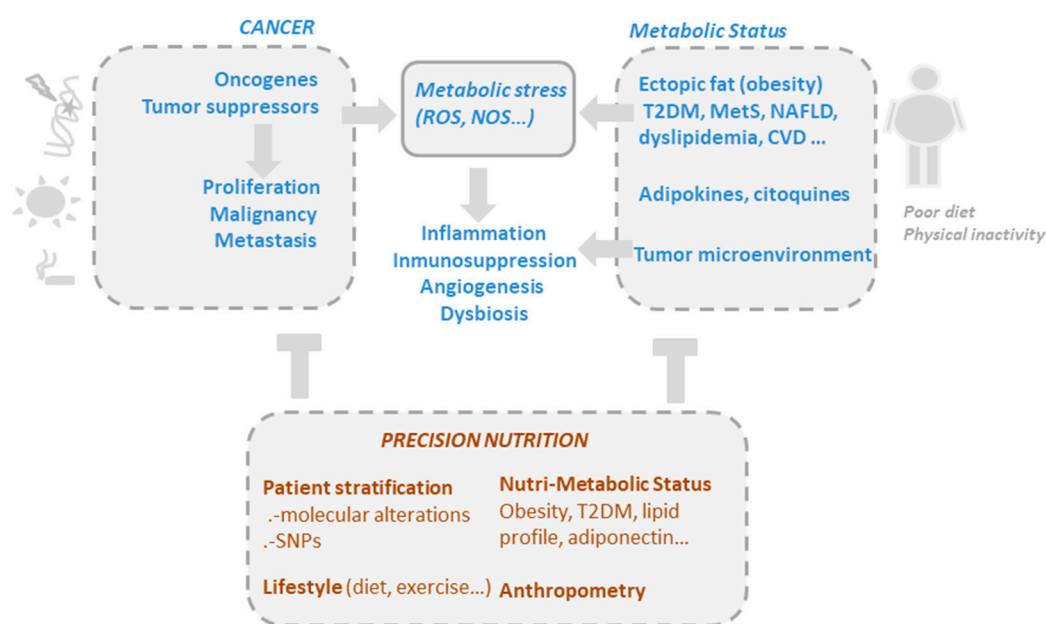 CANCER
Oncogenes
Tumor suppressors
Proliferation
Malignancy
Metastasis
Metabolic stress
(ROS, NOS...)
Inflammation
Inmunosuppression
Angiogenesis
Dysbiosis
Metabolic Status
Ectopic fat (obesity)
T2DM, MetS, NAFLD,
dyslipidemia, CVD ...
Adipokines, citoquines
Tumor microenvironment
Poor diet
Physical inactivity
PRECISION NUTRITION
Patient stratification
.-molecular alterations
.-SNPs
Lifestyle (diet, exercise...)
Nutri-Metabolic Status
Obesity, T2DM, lipid
profile, adiponectin...
Anthropometry